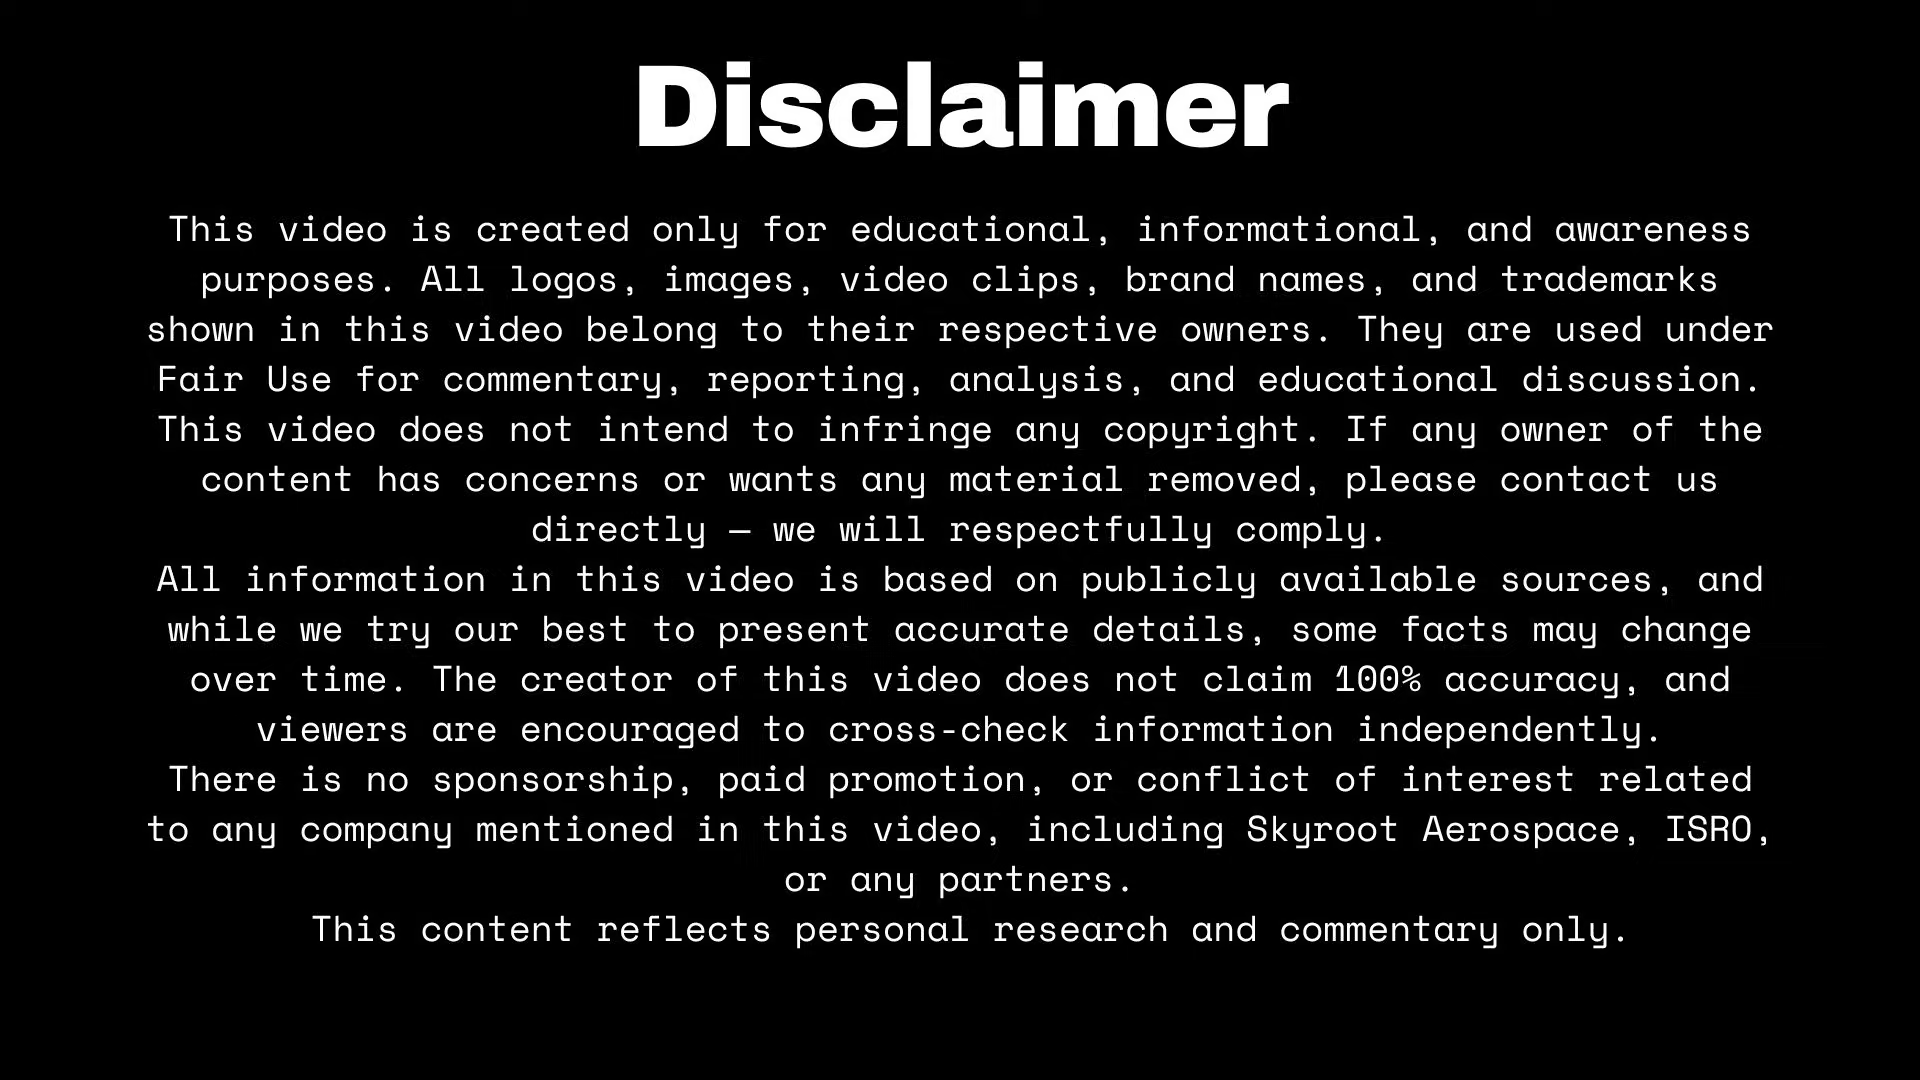 Disclaimer
This video is created only for educational, informational, and awareness
purposes. All logos, images, video clips, brand names, and trademarks
shown in this video belong to their respective owners. They are used under
Fair Use for commentary, reporting, analysis, and educational discussion.
This video does not intend to infringe any copyright. If any owner of the
content has concerns or wants any material removed, please contact us
directly — we will respectfully comply.
All information in this video is based on publicly available sources, and
while we try our best to present accurate details, some facts may change
over time. The creator of this video does not claim 100% accuracy, and
viewers are encouraged to cross-check information independently.
There is no sponsorship, paid promotion, or conflict of interest related
to any company mentioned in this video, including Skyroot Aerospace, ISRO,
or any partners.
This content reflects personal research and commentary only.